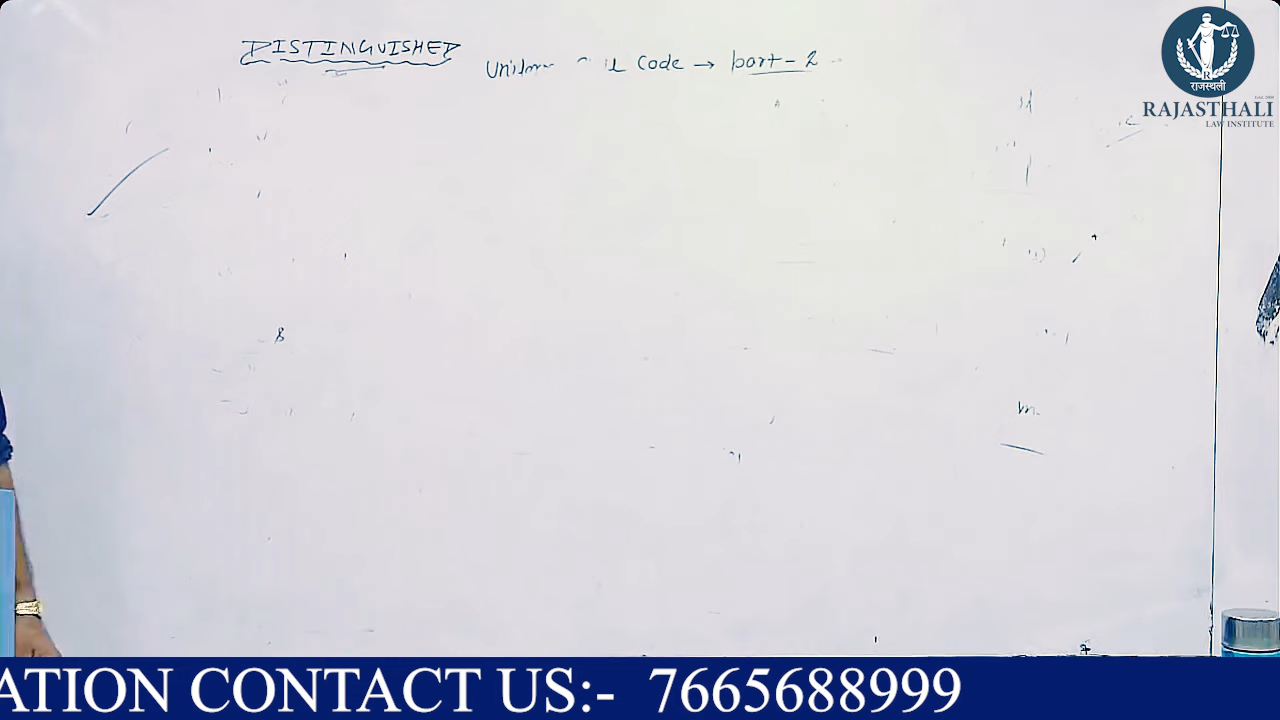 DISTINGUISHED
Code → part-2
राजस्थली
RAJASTHALI
LAW INSTITUTE
ATION CONTACT US:- 7665688999